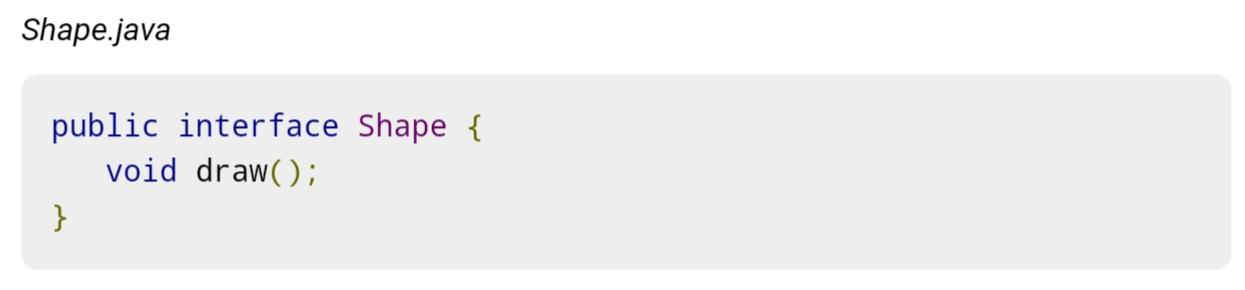 Shape.java
public interface Shape {
   void draw();
}